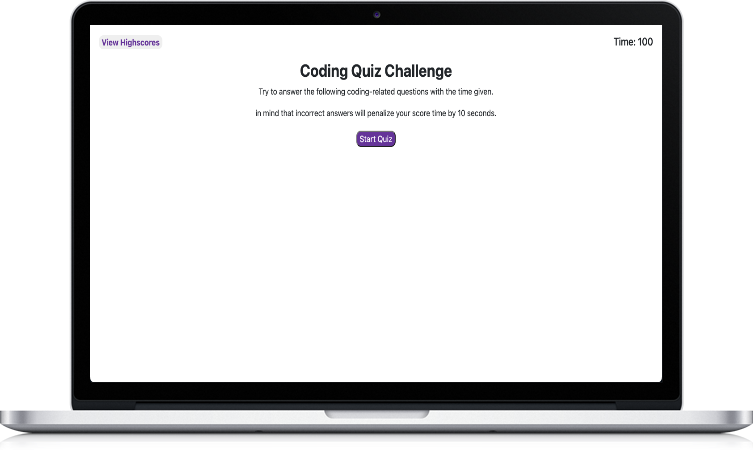 View Highscores
Time: 100
Coding Quiz Challenge
Try to answer the following coding-related questions with the time given.
in mind that incorrect answers will penalize your score time by 10 seconds.
Start Quiz